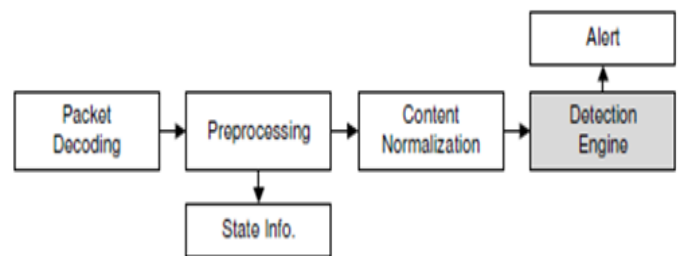 Alert
Packet
Decoding
Preprocessing
Content
Normalization
Detection
Engine
State Info.